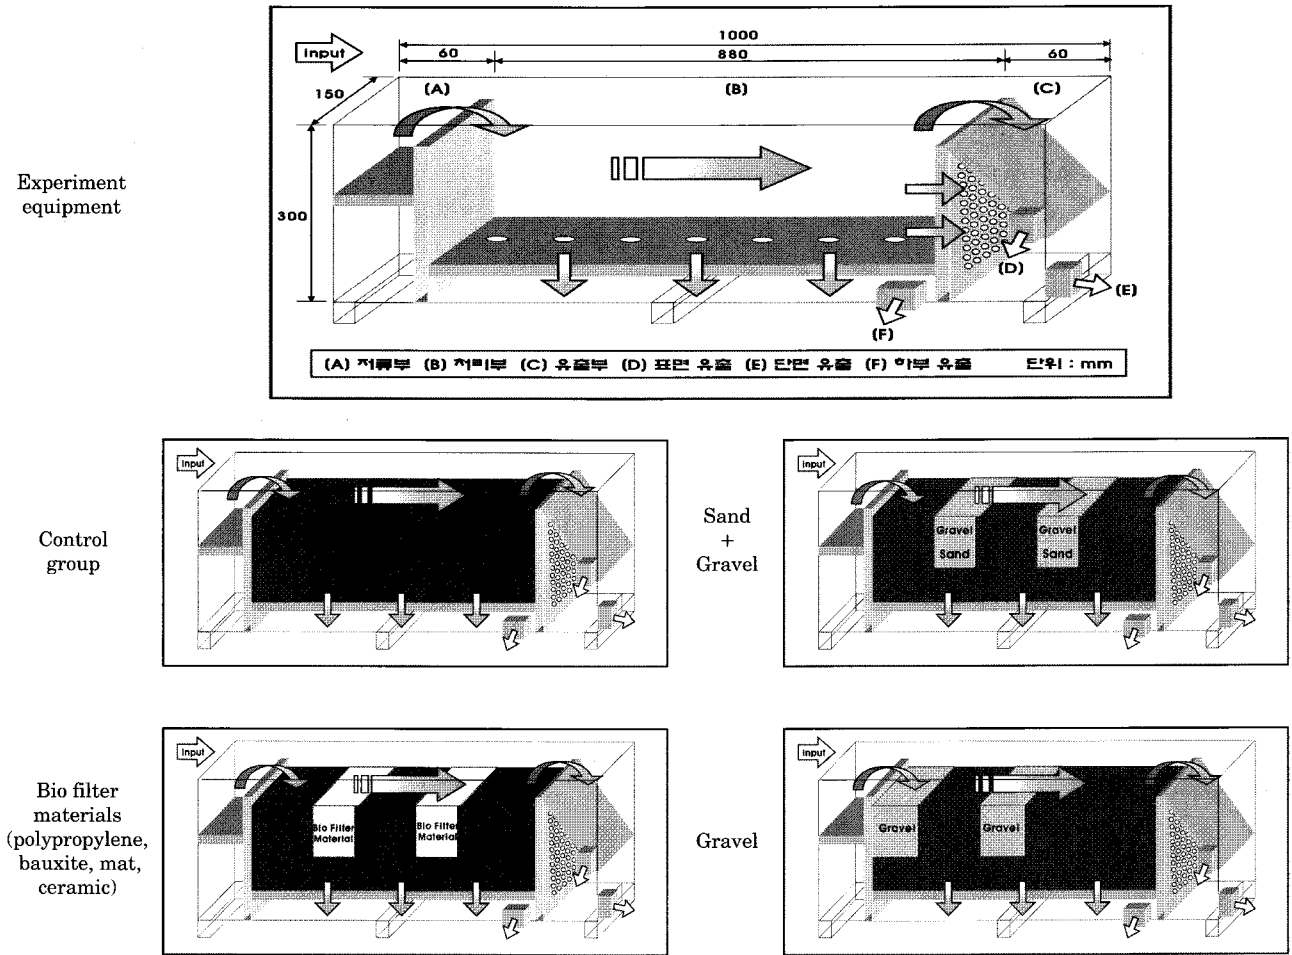 Experiment
equipment
Input
1000
60
880
60
150
(A)
(B)
(C)
300
(D)
(E)
(F)
(A) 저류부 (B) 처리부 (C) 유출부 (D) 표면 유출 (E) 단면 유출 (F) 하부 유출 단위 : mm
Control
group
Input
Sand
+
Gravel
Input
Gravel
Sand
Gravel
Sand
Bio filter
materials
(polypropylene,
bauxite, mat,
ceramic)
Input
Bio Filter
Material
Bio Filter
Material
Gravel
Input
Gravel
Gravel